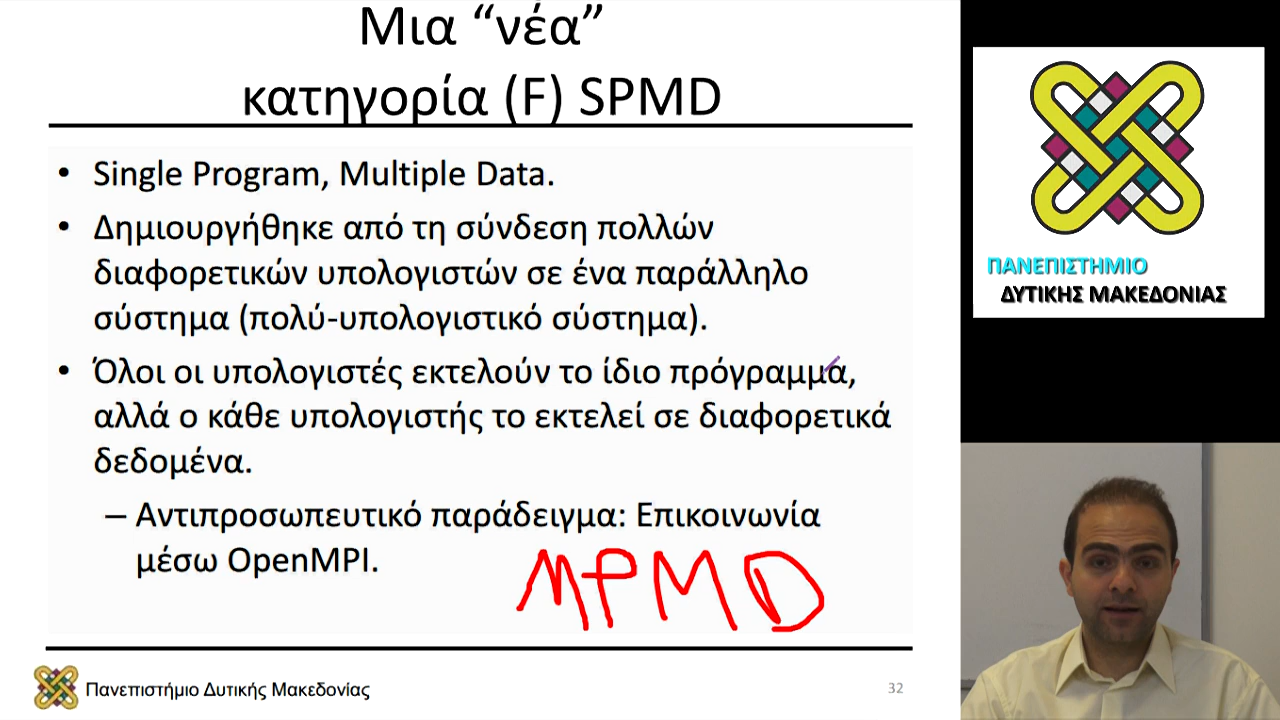 Μια “νέα”
κατηγορία (F) SPMD
• Single Program, Multiple Data.
• Δημιουργήθηκε από τη σύνδεση πολλών
διαφορετικών υπολογιστών σε ένα παράλληλο
σύστημα (πολύ-υπολογιστικό σύστημα).
• Όλοι οι υπολογιστές εκτελούν το ίδιο πρόγραμμα,
αλλά ο κάθε υπολογιστής το εκτελεί σε διαφορετικά
δεδομένα.
– Αντιπροσωπευτικό παράδειγμα: Επικοινωνία
μέσω OpenMPI.
MPMD
Πανεπιστήμιο Δυτικής Μακεδονίας
32
ΠΑΝΕΠΙΣΤΗΜΙΟ
ΔΥΤΙΚΗΣ ΜΑΚΕΔΟΝΙΑΣ